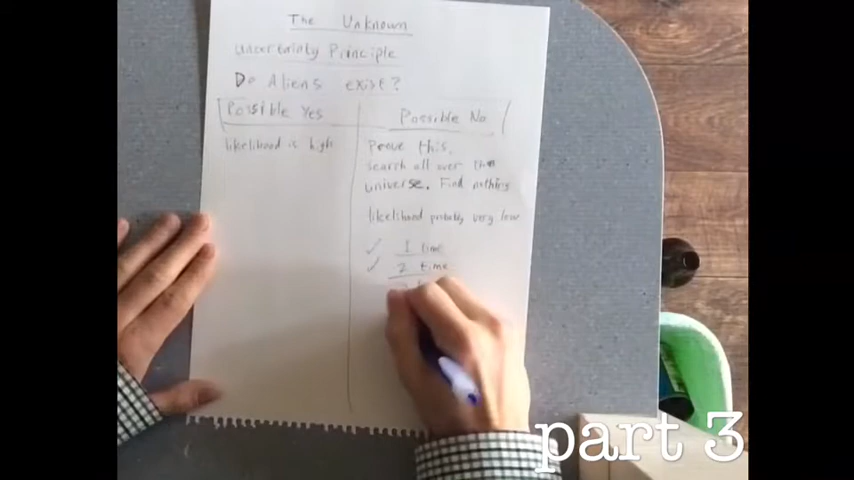 The Unknown
Uncertainty Principle
Do Aliens exist?
Possible Yes
Possible No
likelihood is high
Prove this.
search all over the
universe. Find nothing
likelihood probably very low
✓ 1 time
✓ 2 time
part 3